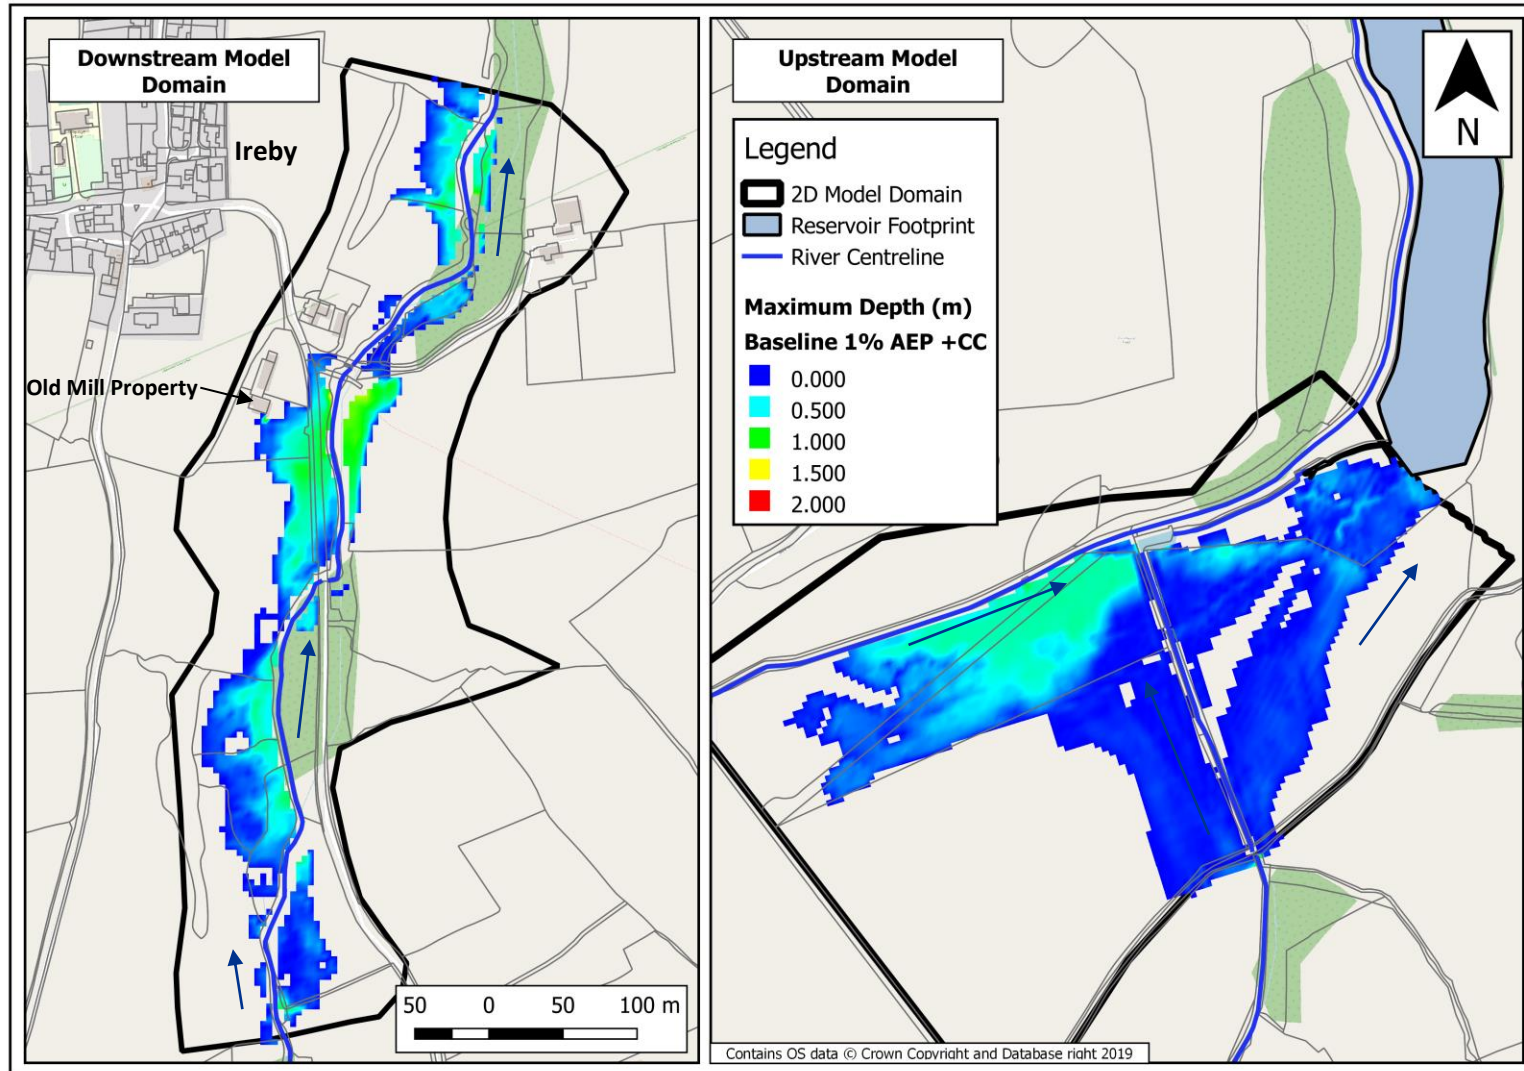 Downstream Model
Domain
Ireby
Old Mill Property
50 0 50 100 m
Upstream Model
Domain
N
Legend
2D Model Domain
Reservoir Footprint
River Centreline
Maximum Depth (m)
Baseline 1% AEP +CC
0.000
0.500
1.000
1.500
2.000
Contains OS data © Crown Copyright and Database right 2019